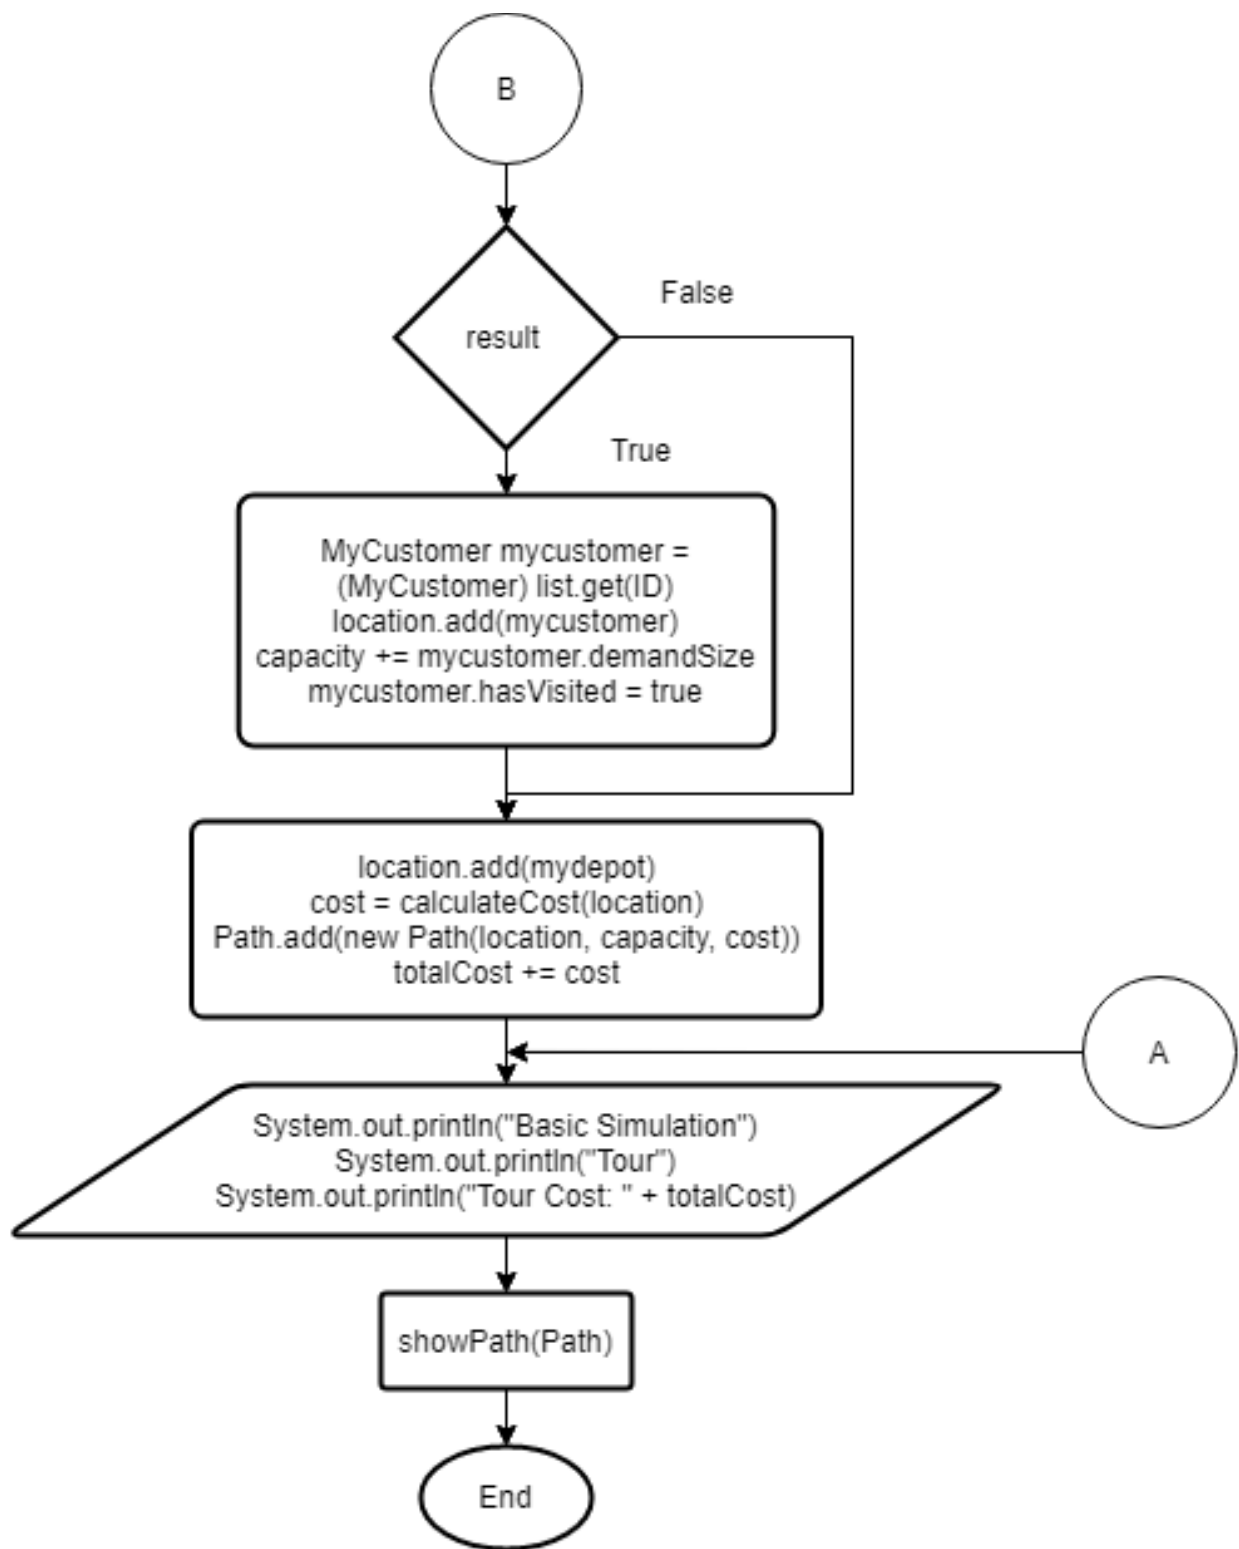 B
result
False
True
MyCustomer mycustomer =
(MyCustomer) list.get(ID)
location.add(mycustomer)
capacity += mycustomer.demandSize
mycustomer.hasVisited = true
location.add(mydepot)
cost = calculateCost(location)
Path.add(new Path(location, capacity, cost))
totalCost += cost
A
System.out.println("Basic Simulation")
System.out.println("Tour")
System.out.println("Tour Cost: " + totalCost)
showPath(Path)
End